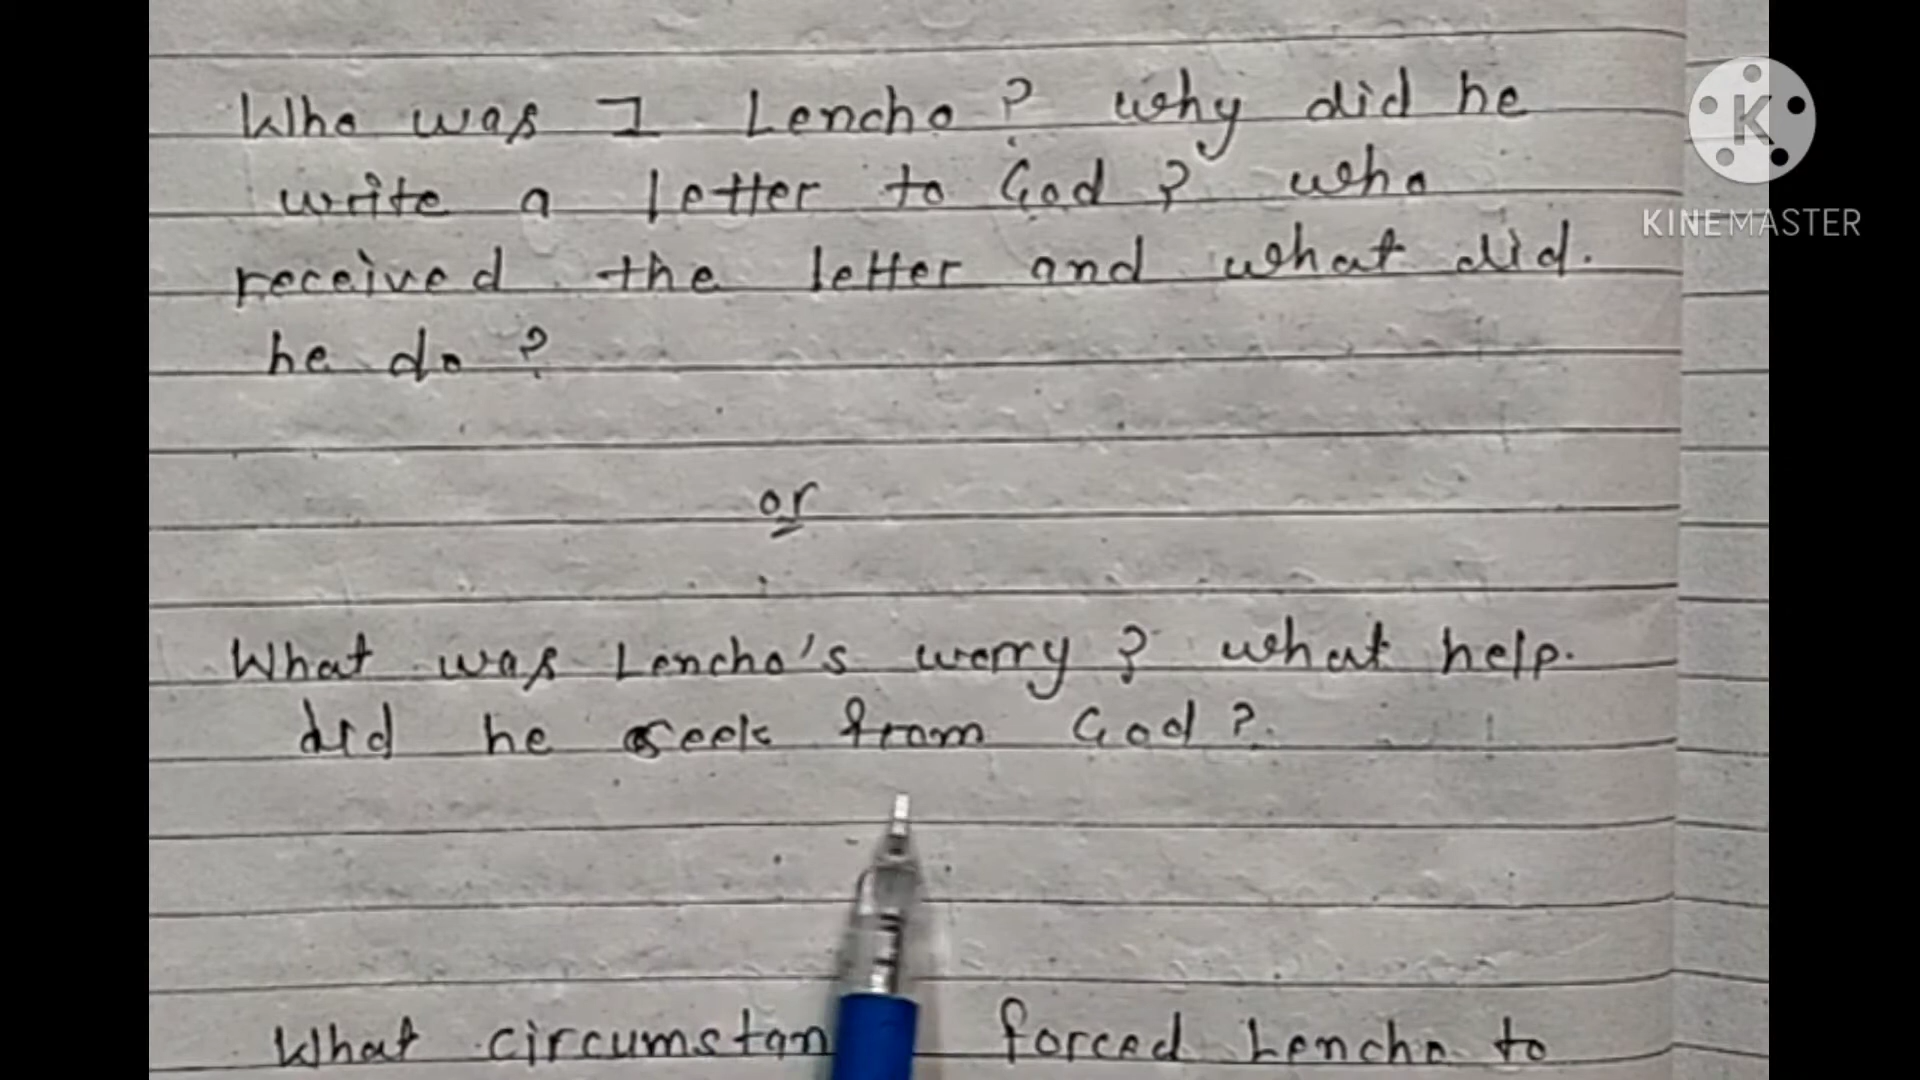 Who was I Lencho ? why did he
write a letter to God ? who
received the letter and what did.
he do ?
or
What was Lencho's worry ? what help.
did he seek from God ?
What circumstan forced Lencho to
KINEMASTER